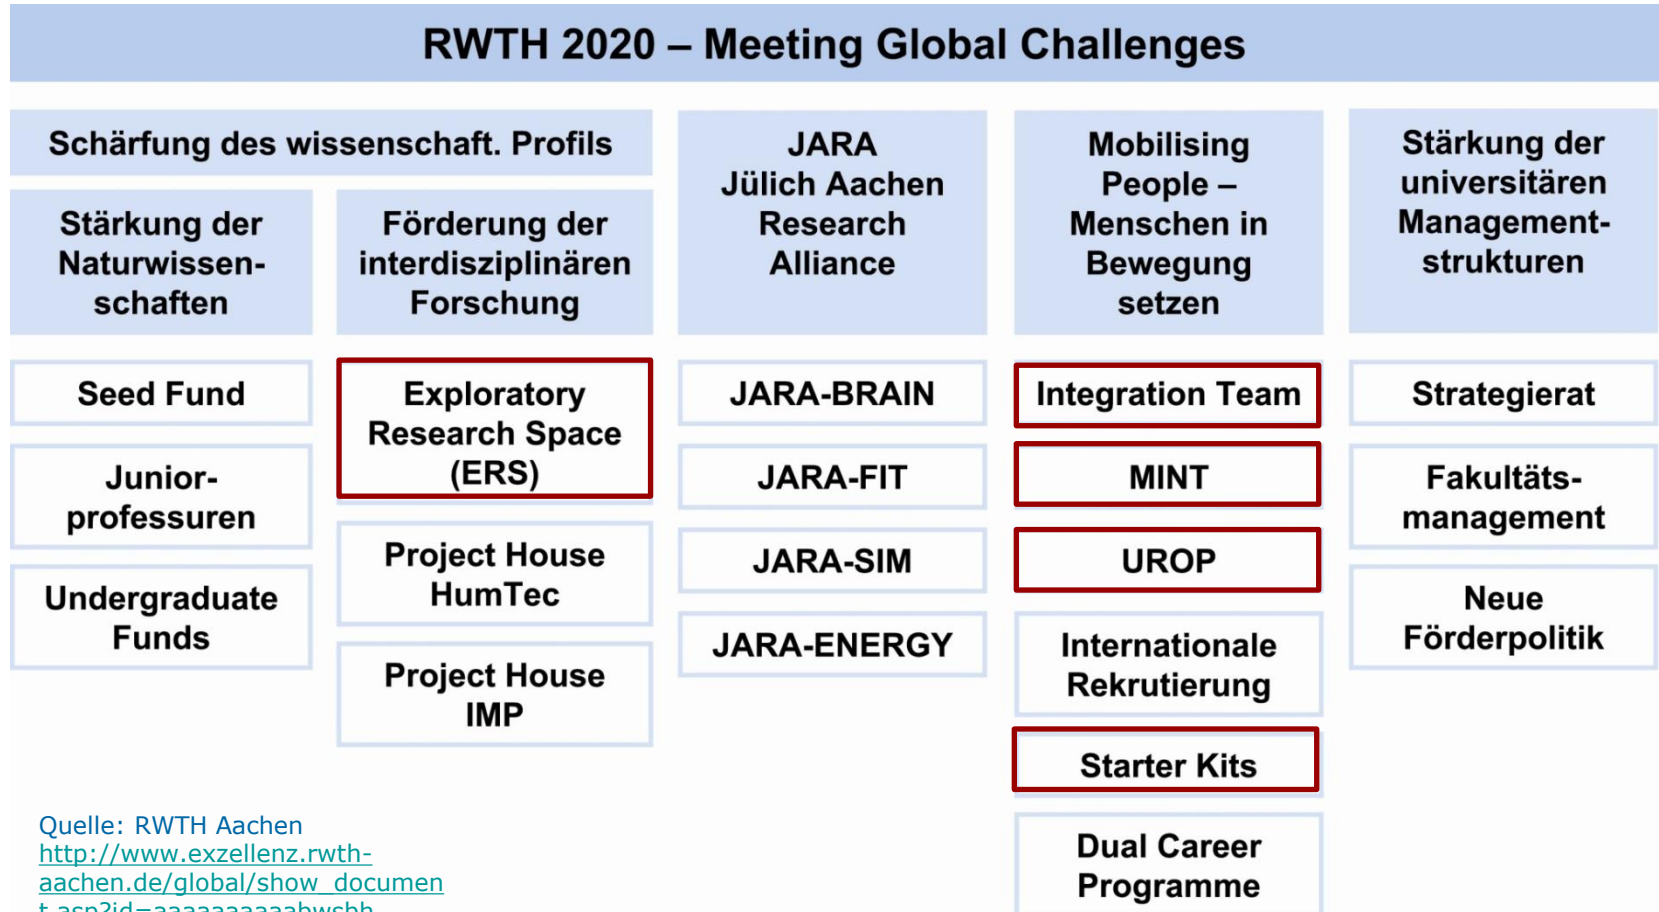 RWTH 2020 – Meeting Global Challenges
Schärfung des wissenschaft. Profils
Stärkung der
Naturwissen-
schaften
Förderung der
interdisziplinären
Forschung
JARA
Jülich Aachen
Research
Alliance
Mobilising
People –
Menschen in
Bewegung
setzen
Stärkung der
universitären
Management-
strukturen
Seed Fund
Junior-
professuren
Undergraduate
Funds
Exploratory
Research Space
(ERS)
Project House
HumTec
Project House
IMP
JARA-BRAIN
JARA-FIT
JARA-SIM
JARA-ENERGY
Integration Team
MINT
UROP
Internationale
Rekrutierung
Starter Kits
Dual Career
Programme
Strategierat
Fakultäts-
management
Neue
Förderpolitik
Quelle: RWTH Aachen
http://www.exzellenz.rwth-
aachen.de/global/show_documen